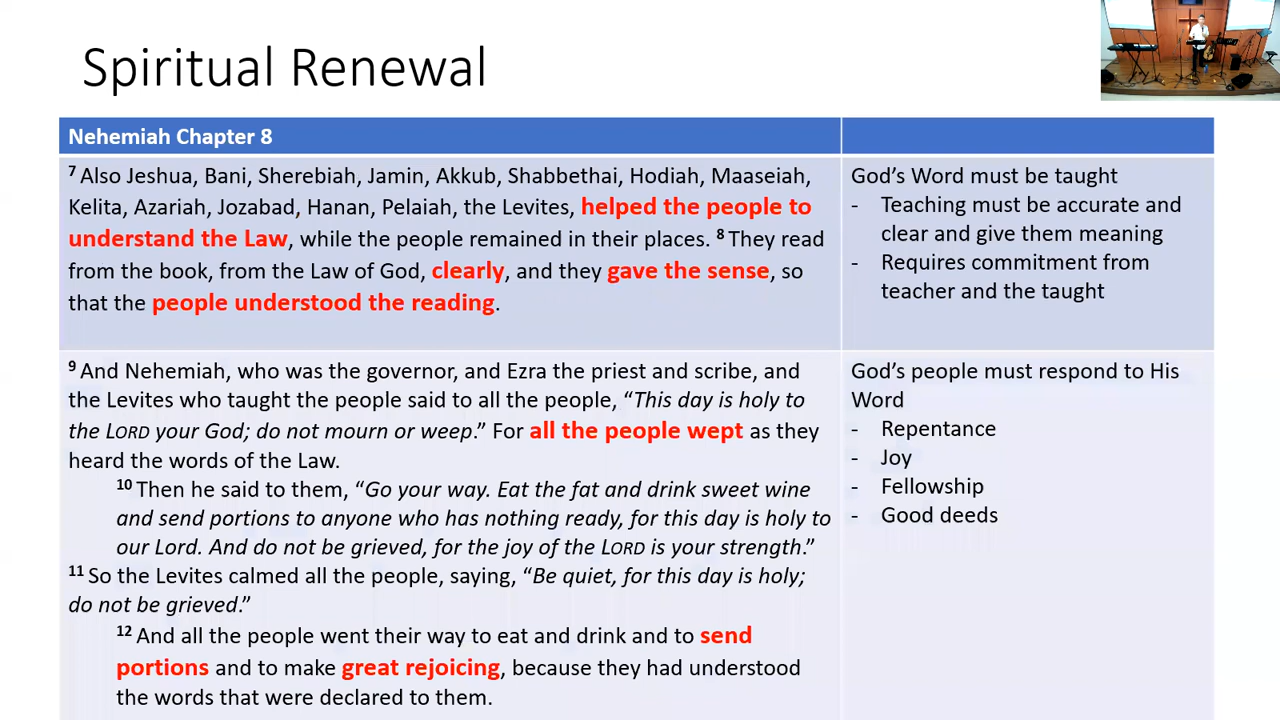 Spiritual Renewal
Nehemiah Chapter 8
7 Also Jeshua, Bani, Sherebiah, Jamin, Akkub, Shabbethai, Hodiah, Maaseiah,
Kelita, Azariah, Jozabad, Hanan, Pelaiah, the Levites, helped the people to
understand the Law, while the people remained in their places. 8 They read
from the book, from the Law of God, clearly, and they gave the sense, so
that the people understood the reading.
God's Word must be taught
- Teaching must be accurate and
clear and give them meaning
- Requires commitment from
teacher and the taught
9 And Nehemiah, who was the governor, and Ezra the priest and scribe, and
the Levites who taught the people said to all the people, “This day is holy to
the LORD your God; do not mourn or weep.” For all the people wept as they
heard the words of the Law.
10 Then he said to them, “Go your way. Eat the fat and drink sweet wine
and send portions to anyone who has nothing ready, for this day is holy to
our Lord. And do not be grieved, for the joy of the LORD is your strength.”
11 So the Levites calmed all the people, saying, “Be quiet, for this day is holy;
do not be grieved.”
12 And all the people went their way to eat and drink and to send
portions and to make great rejoicing, because they had understood
the words that were declared to them.
God's people must respond to His
Word
- Repentance
- Joy
- Fellowship
- Good deeds